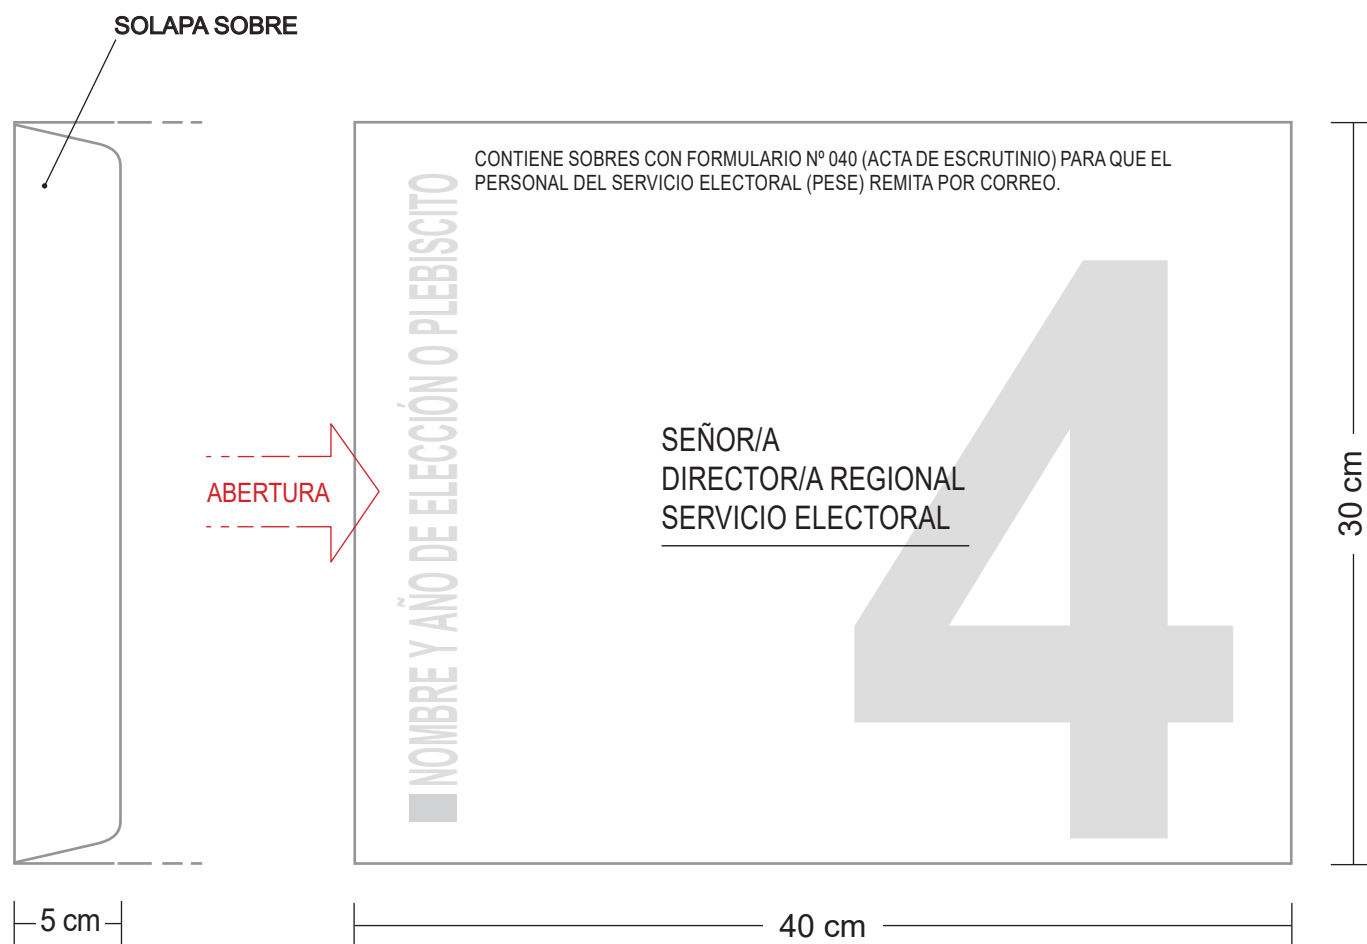 SOLAPA SOBRE
CONTIENE SOBRES CON FORMULARIO Nº 040 (ACTA DE ESCRUTINIO) PARA QUE EL
PERSONAL DEL SERVICIO ELECTORAL (PESE) REMITA POR CORREO.
NOMBRE Y AÑO DE ELECCIÓN O PLEBISCITO
4
ABERTURA
SEÑOR/A
DIRECTOR/A REGIONAL
SERVICIO ELECTORAL
30 cm
5 cm
40 cm